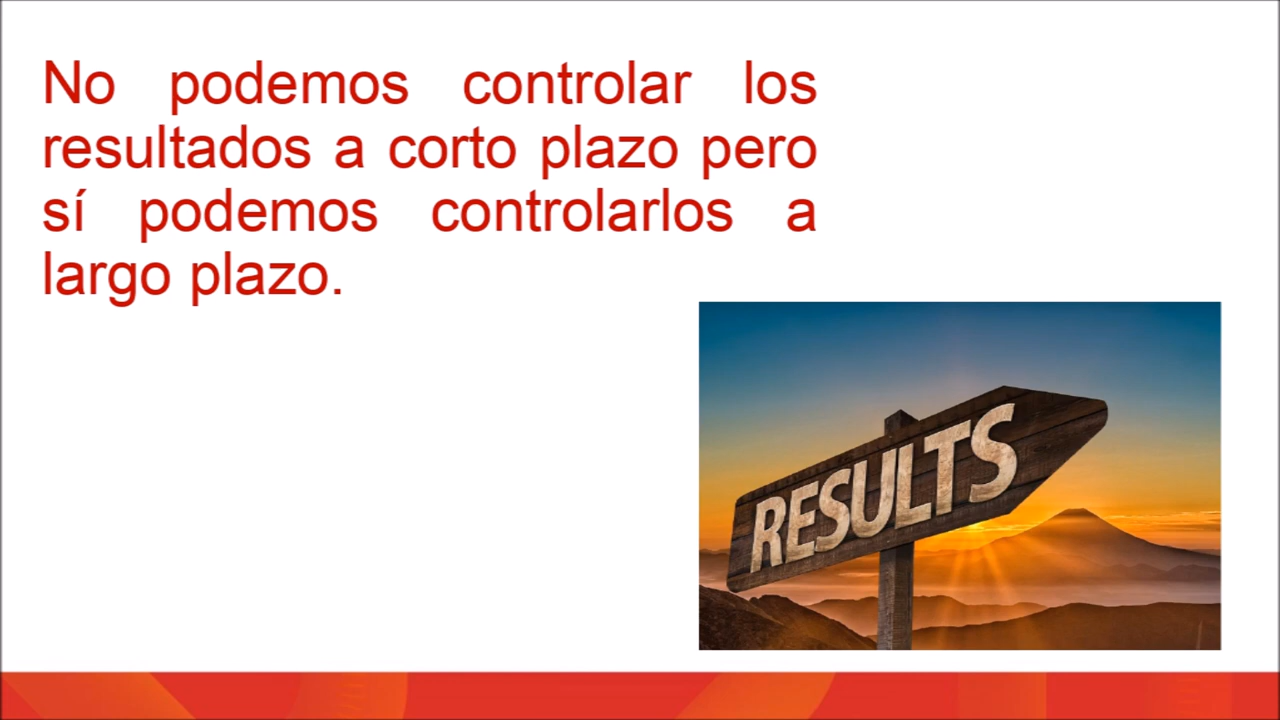 No podemos controlar los
resultados a corto plazo pero
sí podemos controlarlos a
largo plazo.
RESULTS